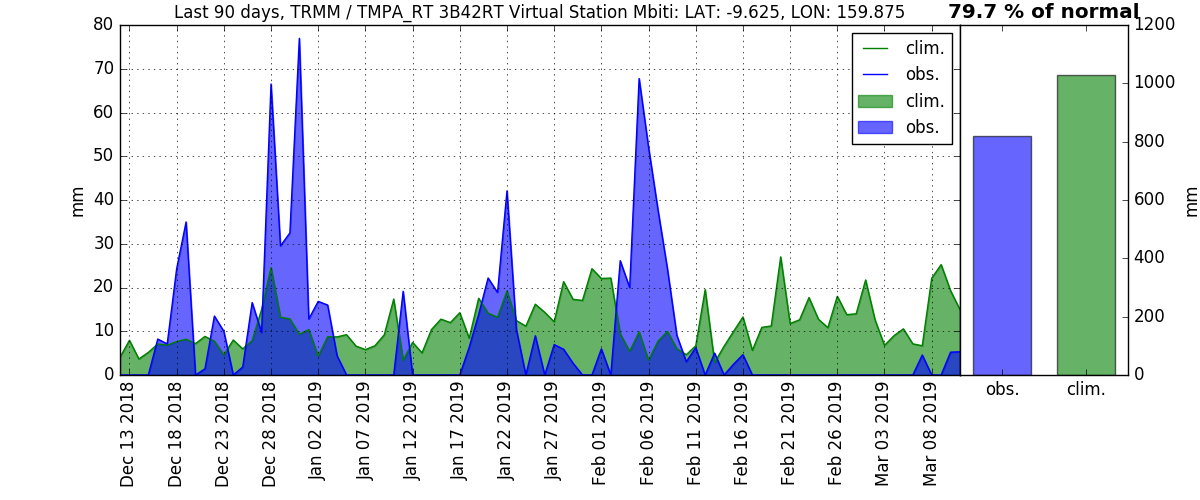 Last 90 days, TRMM / TMPA_RT 3B42RT Virtual Station Mbiti: LAT: -9.625, LON: 159.875
79.7 % of normal
80
70
60
50
40
30
20
10
0
mm
clim.
obs.
clim.
obs.
1200
1000
800
600
400
200
0
mm
Dec 13 2018
Dec 18 2018
Dec 23 2018
Dec 28 2018
Jan 02 2019
Jan 07 2019
Jan 12 2019
Jan 17 2019
Jan 22 2019
Jan 27 2019
Feb 01 2019
Feb 06 2019
Feb 11 2019
Feb 16 2019
Feb 21 2019
Feb 26 2019
Mar 03 2019
Mar 08 2019
obs.
clim.